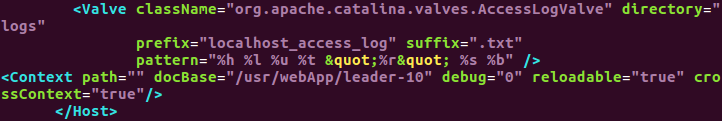 <Valve className="org.apache.catalina.valves.AccessLogValve" directory="
logs"
prefix="localhost_access_log" suffix=".txt"
pattern="%h %l %u %t &quot;%r&quot; %s %b" />
<Context path="" docBase="/usr/webApp/leader-10" debug="0" reloadable="true" cro
ssContext="true"/>
</Host>